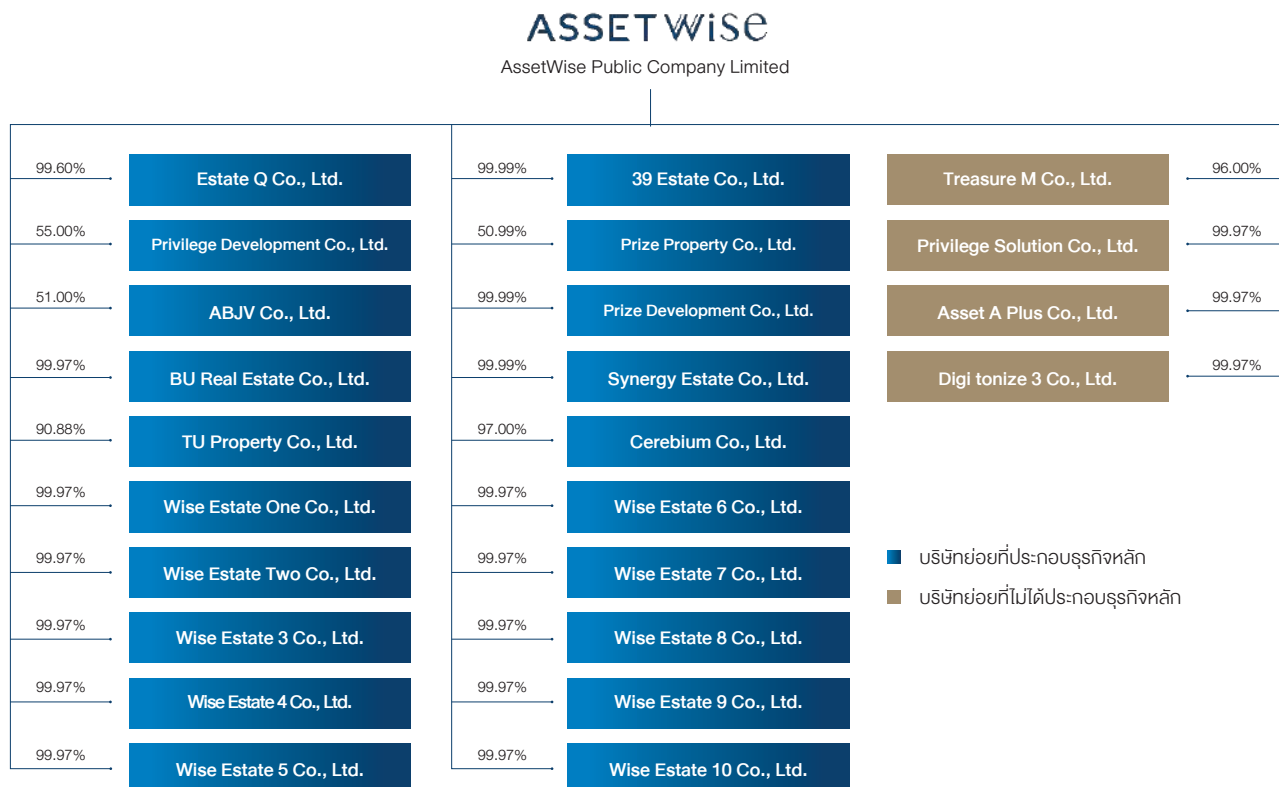 ASSETWISE
AssetWise Public Company Limited
99.60%
Estate Q Co., Ltd.
55.00%
Privilege Development Co., Ltd.
51.00%
ABJV Co., Ltd.
99.97%
BU Real Estate Co., Ltd.
90.88%
TU Property Co., Ltd.
99.97%
Wise Estate One Co., Ltd.
99.97%
Wise Estate Two Co., Ltd.
99.97%
Wise Estate 3 Co., Ltd.
99.97%
Wise Estate 4 Co., Ltd.
99.97%
Wise Estate 5 Co., Ltd.
99.99%
39 Estate Co., Ltd.
50.99%
Prize Property Co., Ltd.
99.99%
Prize Development Co., Ltd.
99.99%
Synergy Estate Co., Ltd.
97.00%
Cerebium Co., Ltd.
99.97%
Wise Estate 6 Co., Ltd.
99.97%
Wise Estate 7 Co., Ltd.
99.97%
Wise Estate 8 Co., Ltd.
99.97%
Wise Estate 9 Co., Ltd.
99.97%
Wise Estate 10 Co., Ltd.
Treasure M Co., Ltd.
96.00%
Privilege Solution Co., Ltd.
99.97%
Asset A Plus Co., Ltd.
99.97%
Digi tonize 3 Co., Ltd.
99.97%
บริษัทย่อยที่ประกอบธุรกิจหลัก
บริษัทย่อยที่ไม่ได้ประกอบธุรกิจหลัก